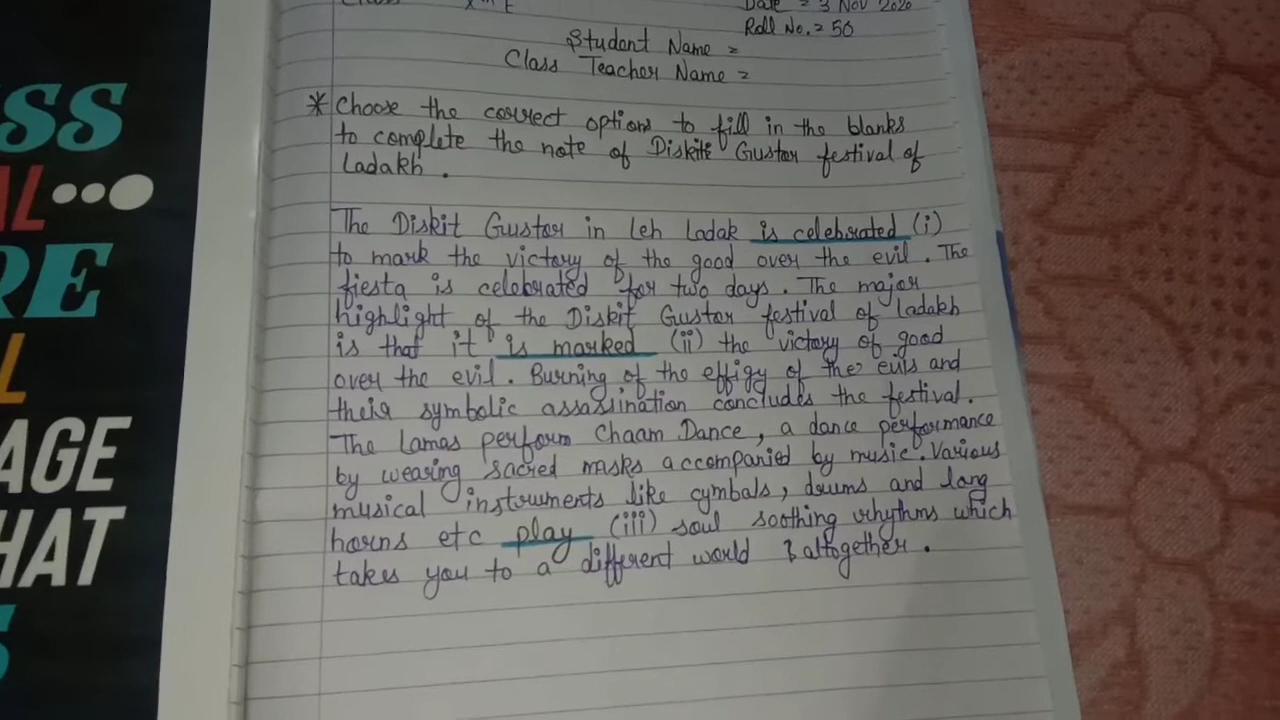 Date = 3 Nov 2020
Roll No. = 50
Student Name =
Class Teacher Name =
* Choose the correct options to fill in the blanks
to complete the note of Diskit Gustor festival of
Ladakh .
The Diskit Gustor in Leh Ladak is celebrated (i)
to mark the victory of the good over the evil. The
fiesta is celebrated for two days. The major
highlight of the Diskit Gustor festival of Ladakh
is that it is marked (ii) the victory of good
over the evil. Burning of the effigy of the evils and
their symbolic assassination concludes the festival.
The Lamas perform Chaam Dance, a dance performance
by wearing sacred masks accompanied by music. Various
musical instruments like cymbals, drums and lang
horns etc play (iii) soul soothing rhythms which
takes you to a different world altogether.
SS
AL...
RE
L
AGE
HAT
S